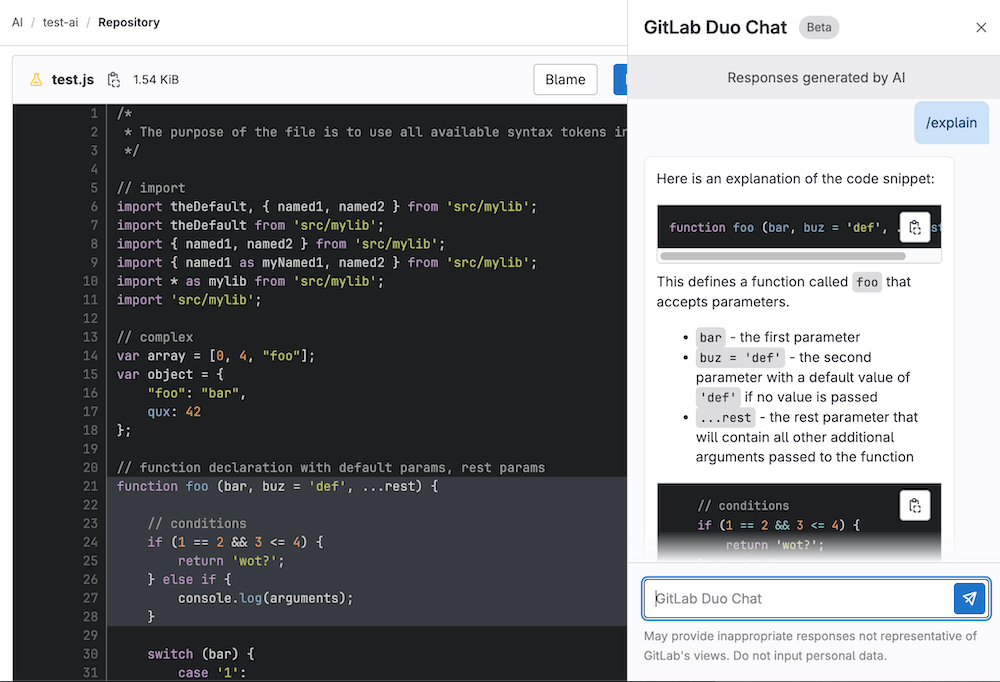 AI / test-ai / Repository
test.js 1.54 KiB
Blame
1 /*
2  * The purpose of the file is to use all available syntax tokens
3  */
4
5 // import
6 import theDefault, { named1, named2 } from 'src/mylib';
7 import theDefault from 'src/mylib';
8 import { named1, named2 } from 'src/mylib';
9 import { named1 as myNamed1, named2 } from 'src/mylib';
10 import * as mylib from 'src/mylib';
11 import 'src/mylib';
12
13 // complex
14 var array = [0, 4, "foo"];
15 var object = {
16     "foo": "bar",
17     qux: 42
18 };
19
20 // function declaration with default params, rest params
21 function foo (bar, buz = 'def', ...rest) {
22
23     // conditions
24     if (1 == 2 && 3 <= 4) {
25         return 'wot?';
26     } else if {
27         console.log(arguments);
28     }
29
30     switch (bar) {
31         case '1':
GitLab Duo Chat Beta
Responses generated by AI
/explain
Here is an explanation of the code snippet:
function foo (bar, buz = 'def',
This defines a function called foo that
accepts parameters.
• bar - the first parameter
• buz = 'def' - the second
parameter with a default value of
'def' if no value is passed
• ...rest - the rest parameter that
will contain all other additional
arguments passed to the function
// conditions
if (1 == 2 && 3 <= 4) {
return 'wot?';
GitLab Duo Chat
May provide inappropriate responses not representative of
GitLab's views. Do not input personal data.